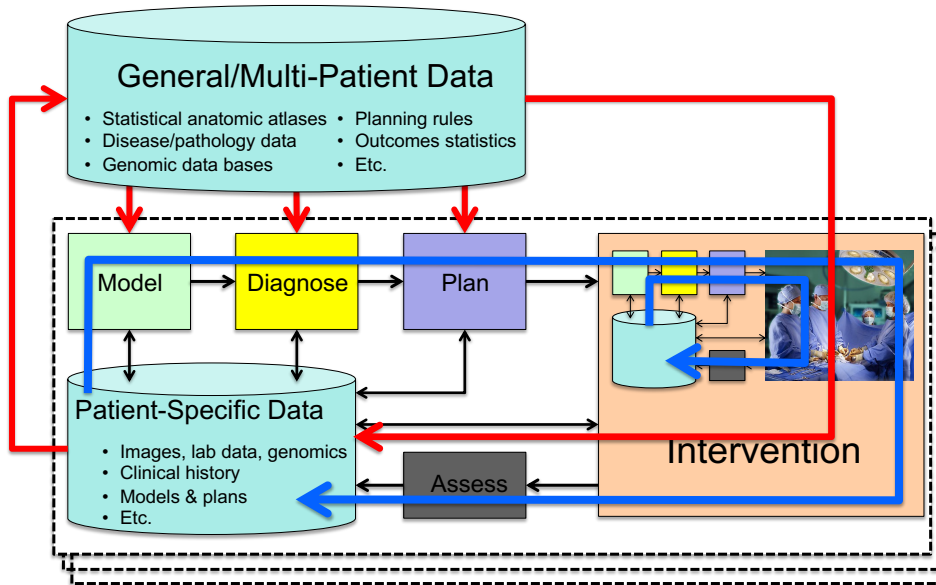 General/Multi-Patient Data
• Statistical anatomic atlases
• Disease/pathology data
• Genomic data bases
• Planning rules
• Outcomes statistics
• Etc.
Model
Diagnose
Plan
Patient-Specific Data
• Images, lab data, genomics
• Clinical history
• Models & plans
• Etc.
Assess
Intervention